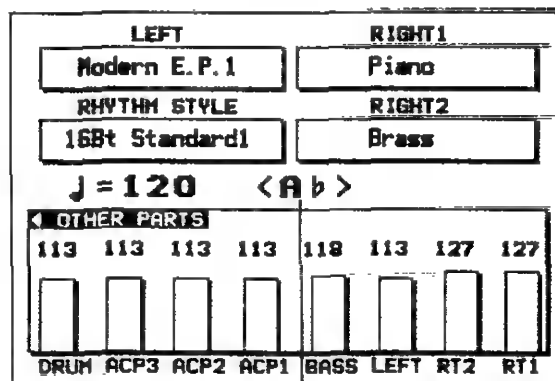 LEFT RIGHT1
Modern E.P.1 Piano
RHYTHM STYLE RIGHT2
16Bt Standard1 Brass
♩=120 <A♭>
◀ OTHER PARTS
113 113 113 113 118 113 127 127
DRUM ACP3 ACP2 ACP1 BASS LEFT RT2 RT1